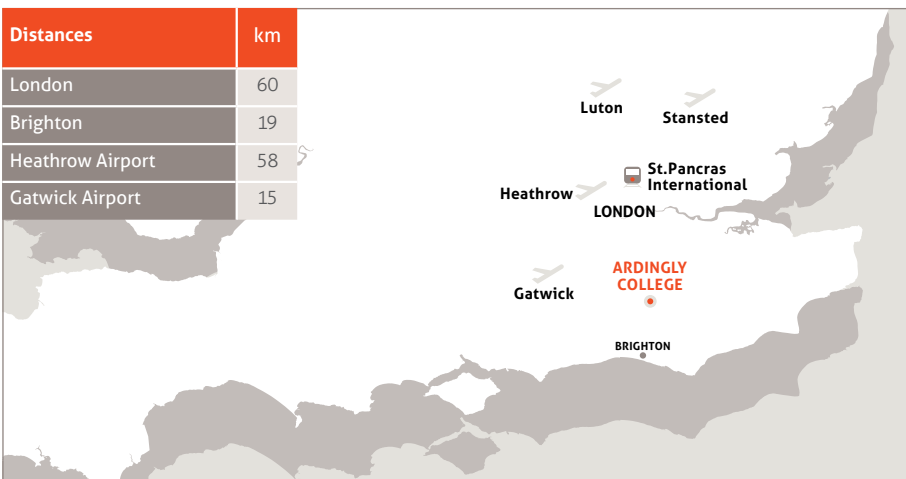 Distances km
London 60
Brighton 19
Heathrow Airport 58
Gatwick Airport 15
Luton
Stansted
St.Pancras
International
Heathrow
LONDON
ARDINGLY
COLLEGE
Gatwick
BRIGHTON